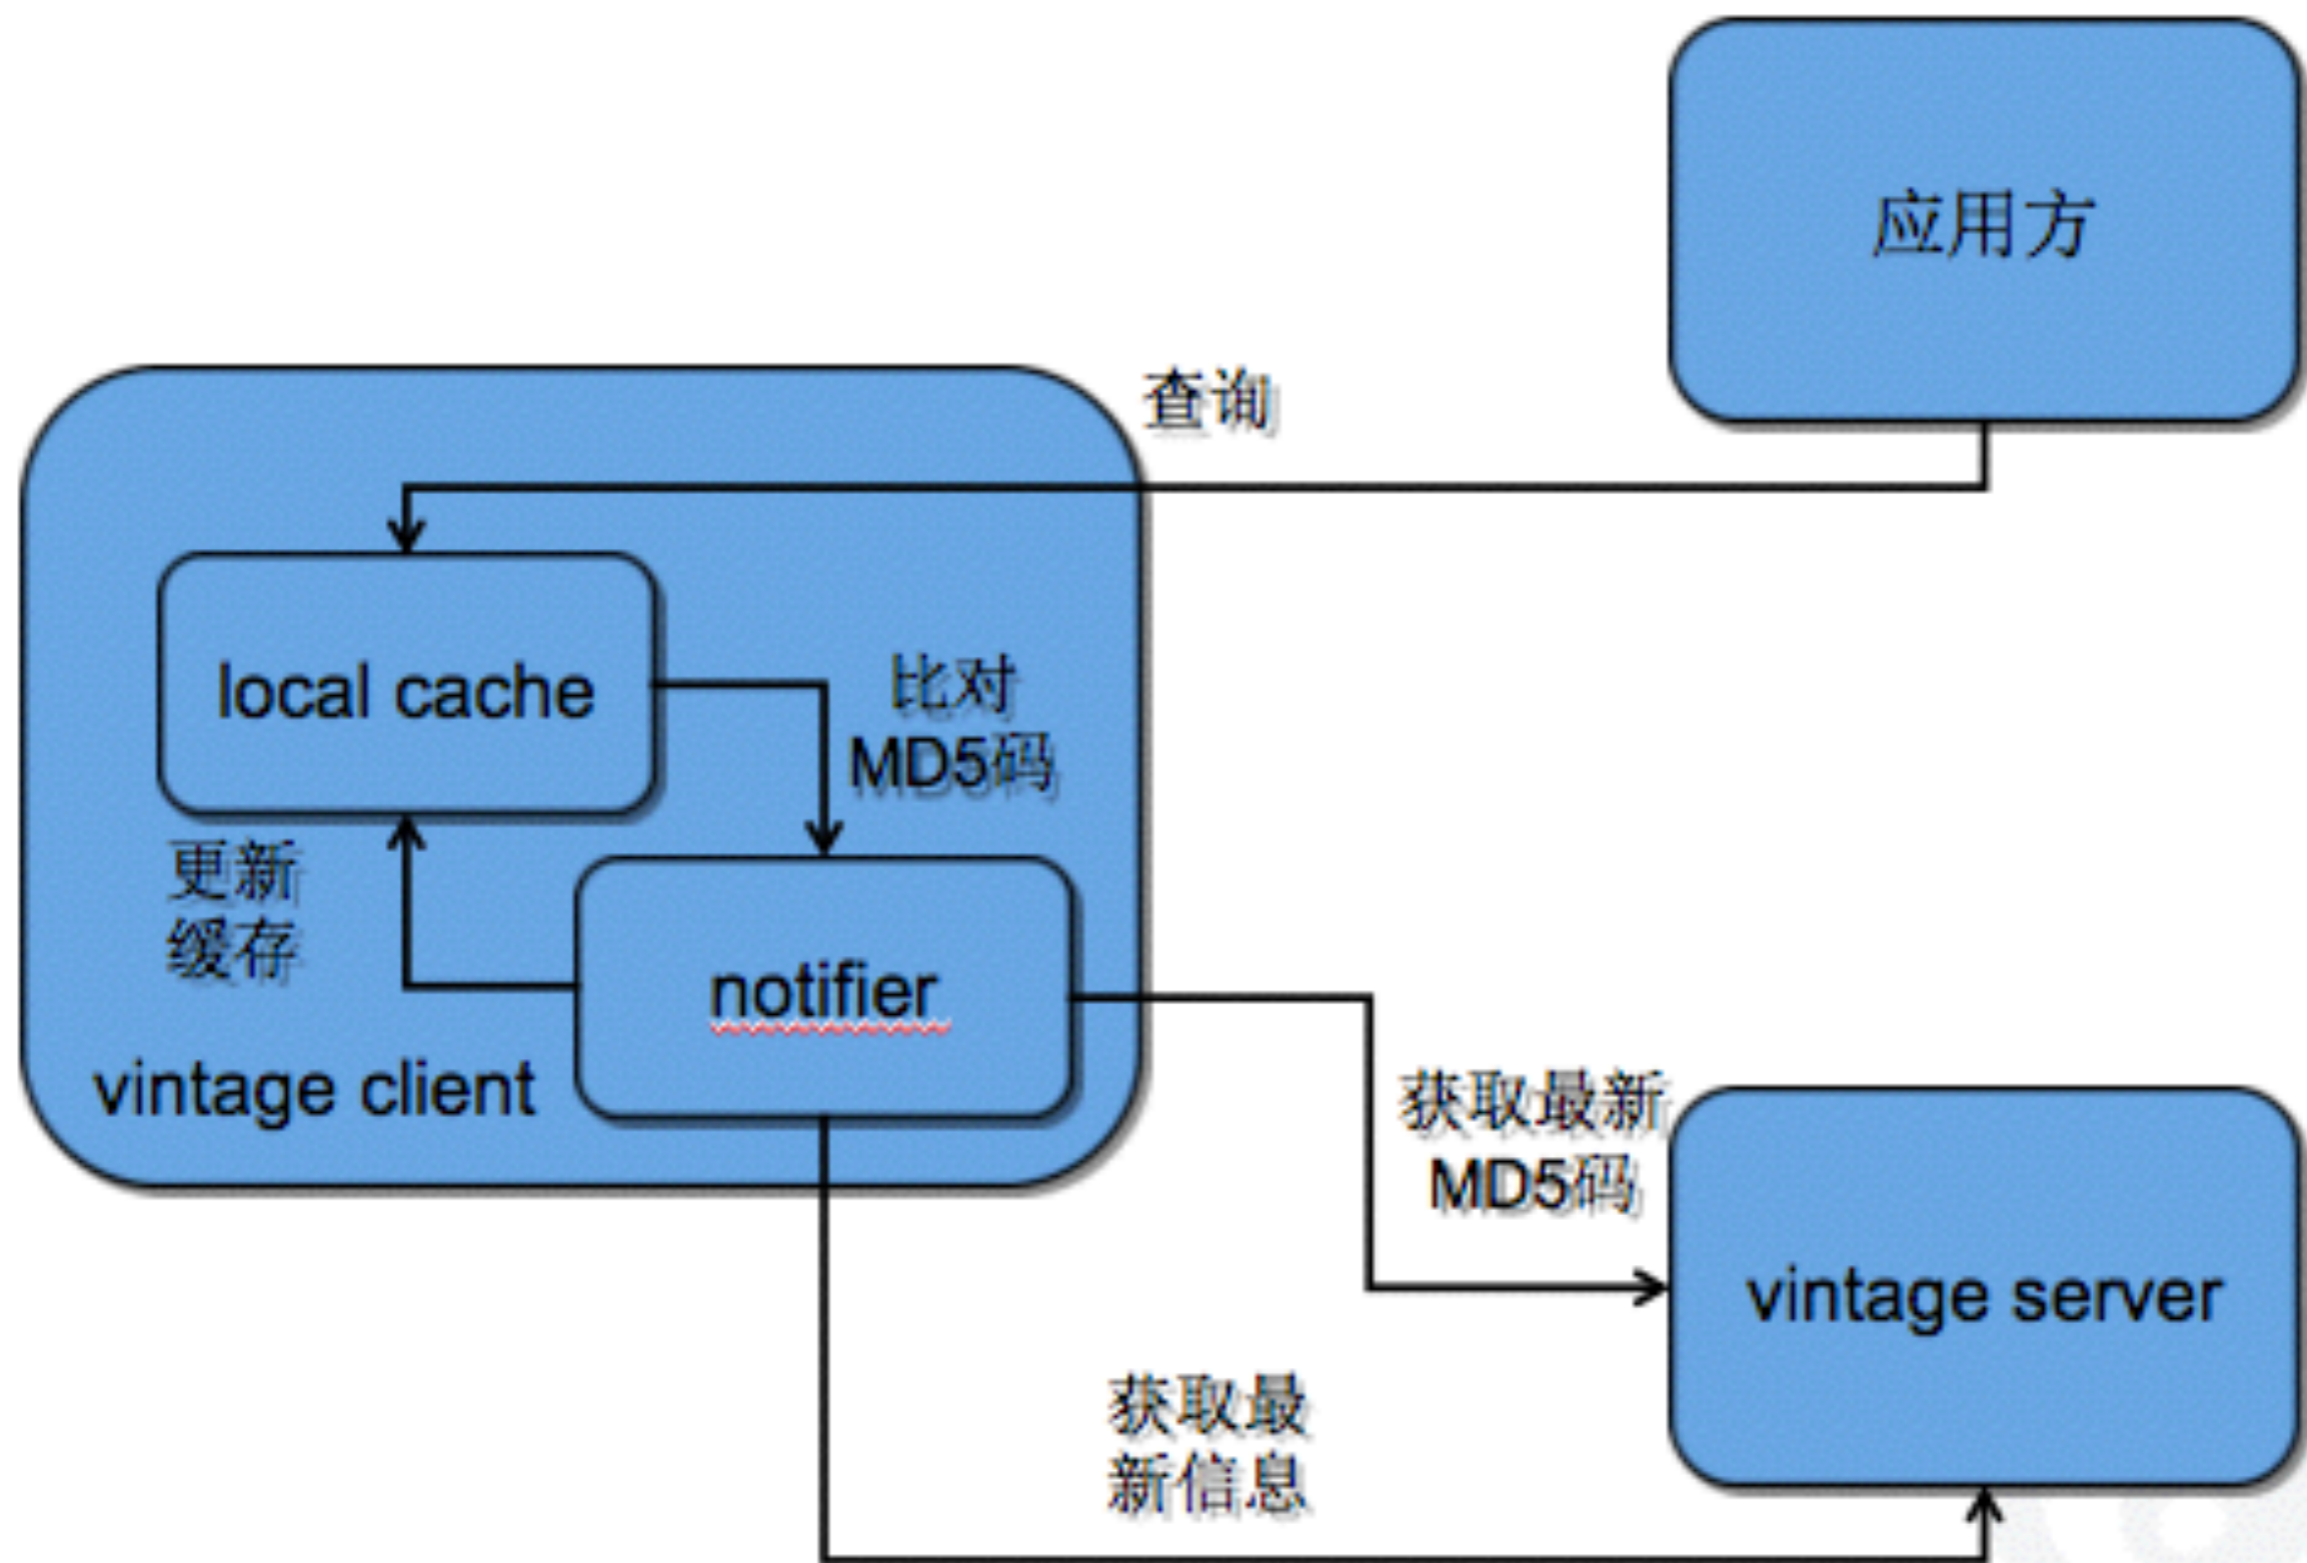 应用方
查询
local cache
比对
MD5码
更新
缓存
notifier
vintage client
获取最新
MD5码
vintage server
获取最
新信息